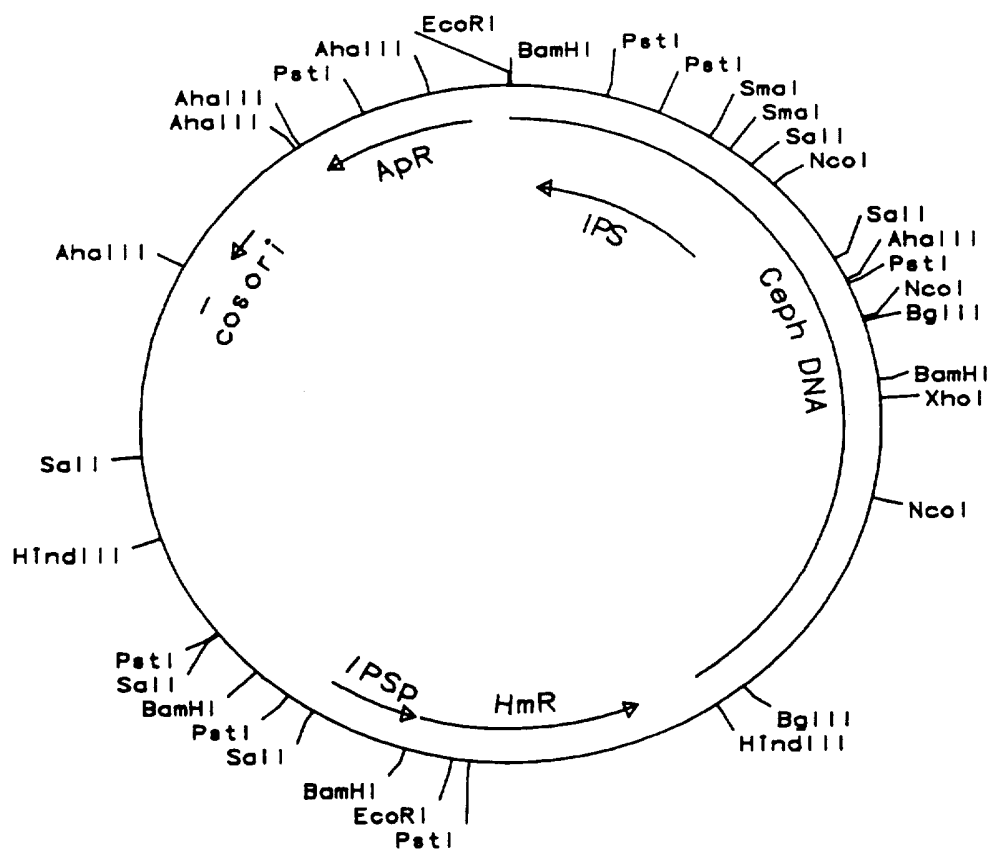 EcoRI
BamHI
PstI
PstI
SmaI
SmaI
SalI
NcoI
SalI
AhaIII
PstI
NcoI
BglII
BamHI
XhoI
NcoI
BglII
HindIII
PstI
EcoRI
BamHI
SalI
PstI
BamHI
SalI
PstI
HindIII
SalI
AhaIII
AhaIII
AhaIII
PstI
AhaIII
ApR
IPS
Ceph DNA
cosori
IPSp
HmR